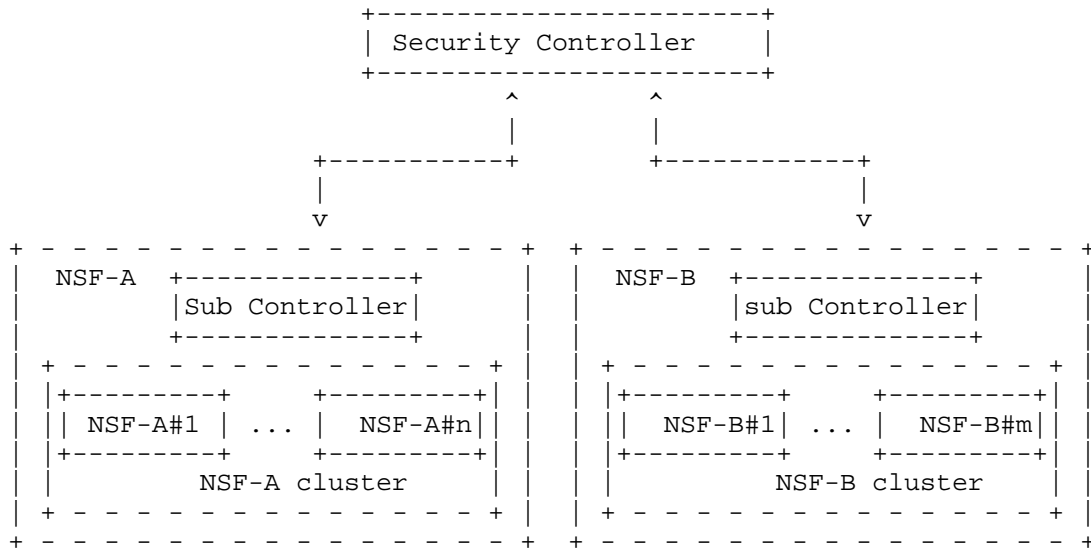 Security Controller
NSF-A
NSF-B
Sub Controller
sub Controller
NSF-A#1 ... NSF-A#n
NSF-B#1 ... NSF-B#m
NSF-A cluster
NSF-B cluster